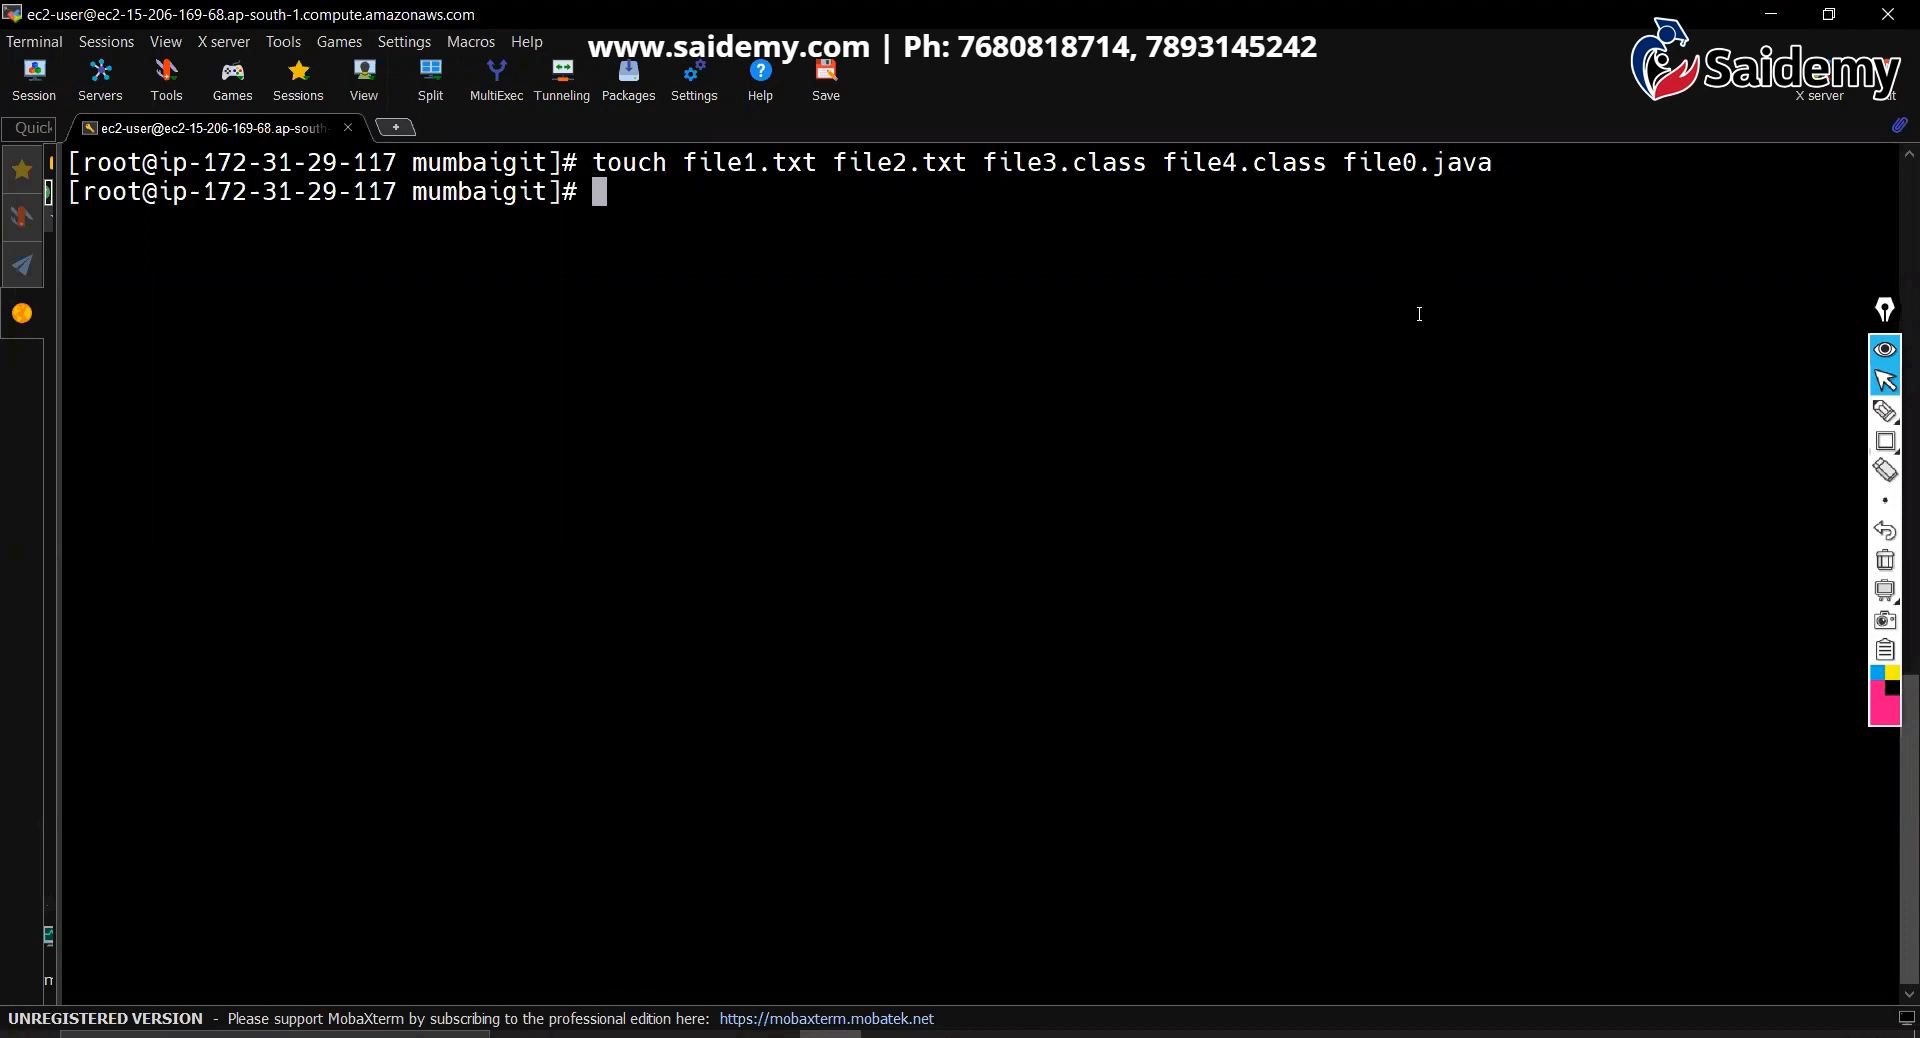 ec2-user@ec2-15-206-169-68.ap-south-1.compute.amazonaws.com
Terminal Sessions View X server Tools Games Settings Macros Help
www.saidemy.com | Ph: 7680818714, 7893145242
Saidemy
Session Servers Tools Games Sessions View Split MultiExec Tunneling Packages Settings Help Save X server
Quick ec2-user@ec2-15-206-169-68.ap-south-
[root@ip-172-31-29-117 mumbaigit]# touch file1.txt file2.txt file3.class file4.class file0.java
[root@ip-172-31-29-117 mumbaigit]#
UNREGISTERED VERSION - Please support MobaXterm by subscribing to the professional edition here: https://mobaxterm.mobatek.net